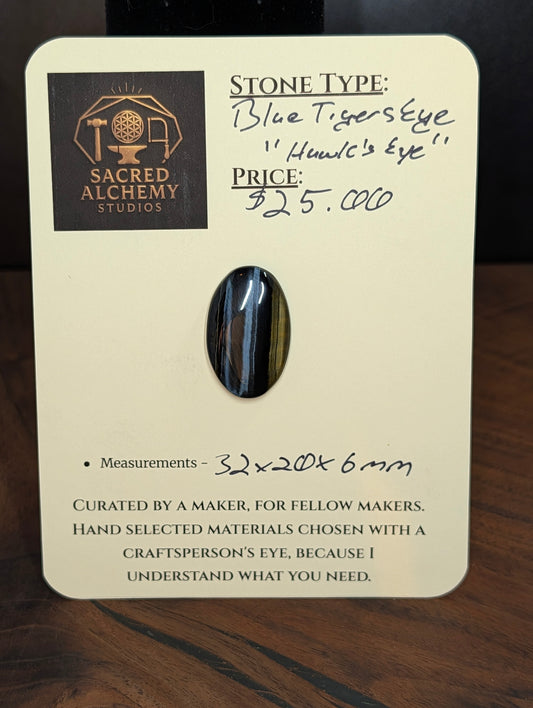 SACRED
ALCHEMY
STUDIOS
STONE TYPE:
Blue Tigers Eye
"Hawk's Eye"
PRICE:
$25.00
• Measurements - 32x20x6mm
CURATED BY A MAKER, FOR FELLOW MAKERS.
HAND SELECTED MATERIALS CHOSEN WITH A
CRAFTSPERSON'S EYE, BECAUSE I
UNDERSTAND WHAT YOU NEED.